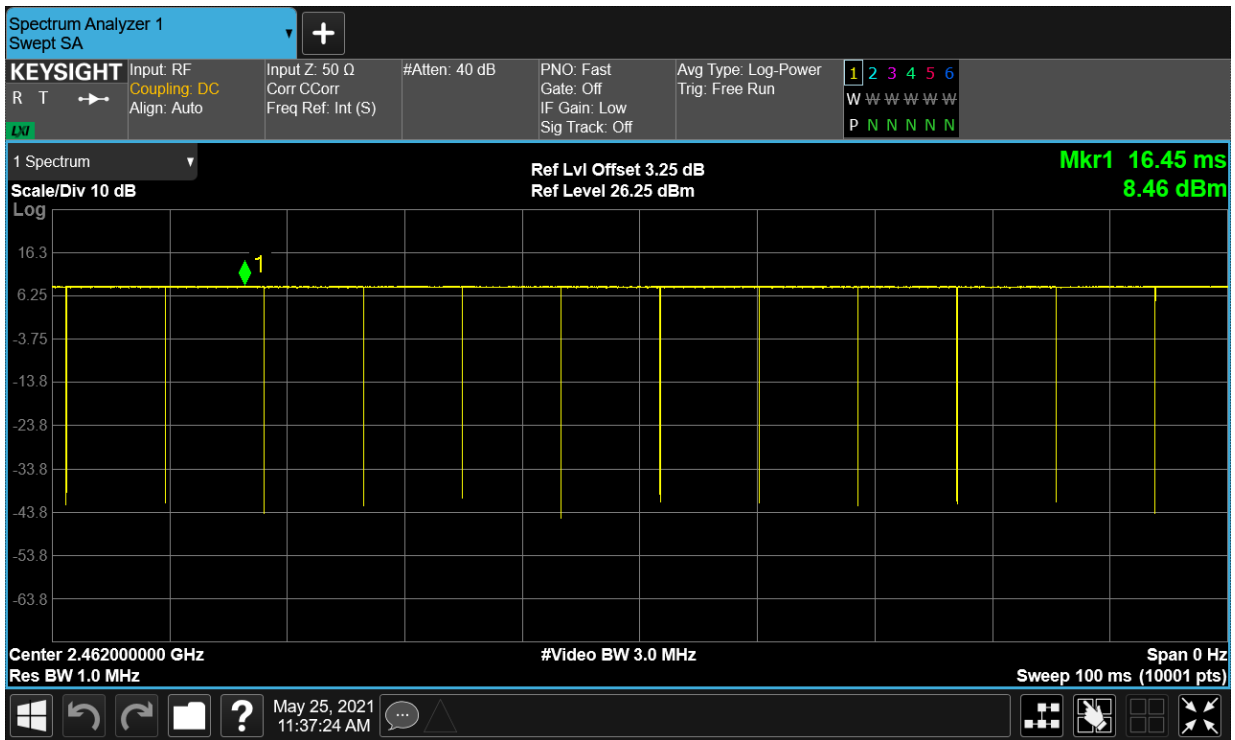 Spectrum Analyzer 1
Swept SA
KEYSIGHT
R T
LXI
Input: RF
Coupling: DC
Align: Auto
Input Z: 50 Ω
Corr CCorr
Freq Ref: Int (S)
#Atten: 40 dB
PNO: Fast
Gate: Off
IF Gain: Low
Sig Track: Off
Avg Type: Log-Power
Trig: Free Run
1 2 3 4 5 6
W W W W W W
P N N N N N
1 Spectrum
Scale/Div 10 dB
Log
Ref Lvl Offset 3.25 dB
Ref Level 26.25 dBm
Mkr1 16.45 ms
8.46 dBm
1
16.3
6.25
-3.75
-13.8
-23.8
-33.8
-43.8
-53.8
-63.8
Center 2.462000000 GHz
Res BW 1.0 MHz
#Video BW 3.0 MHz
Span 0 Hz
Sweep 100 ms (10001 pts)
?
May 25, 2021
11:37:24 AM